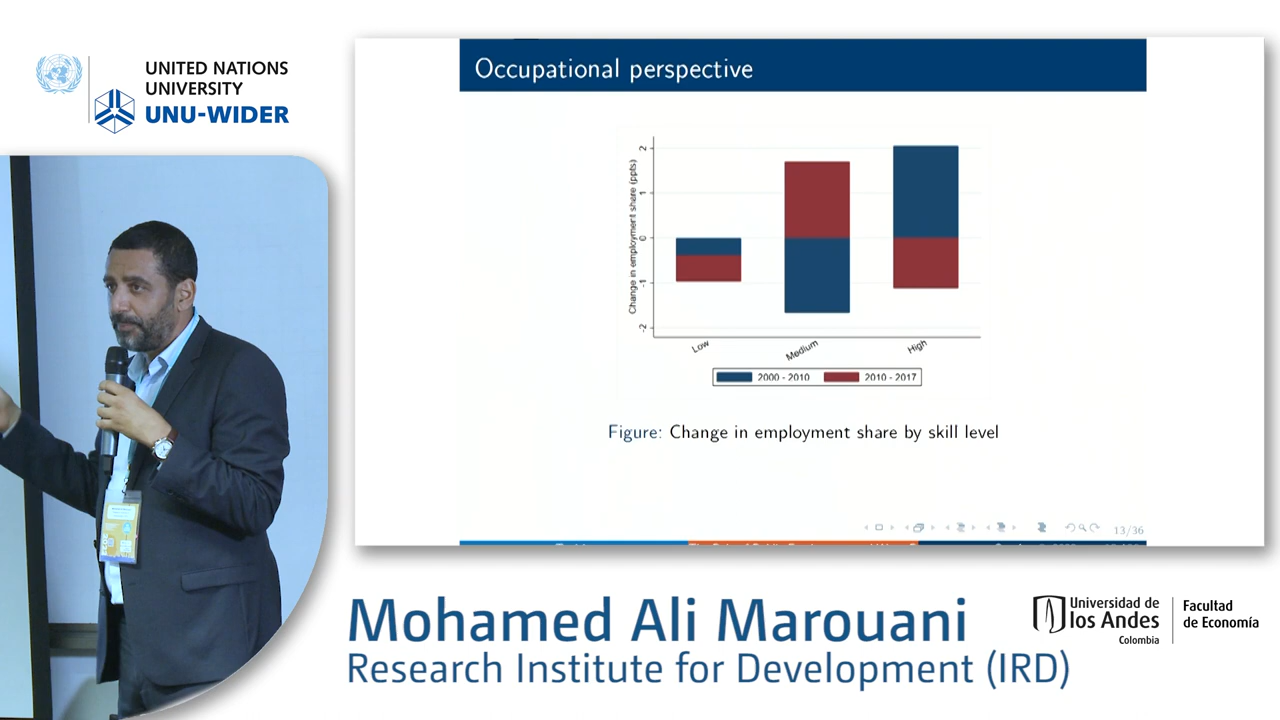 UNITED NATIONS
UNIVERSITY
UNU-WIDER
Occupational perspective
Change in employment share (ppts)
2
1
0
-1
-2
Low
Medium
High
2000 - 2010
2010 - 2017
Figure: Change in employment share by skill level
13/36
Mohamed Ali Marouani
Research Institute for Development (IRD)
Universidad de
los Andes
Colombia
Facultad
de Economía